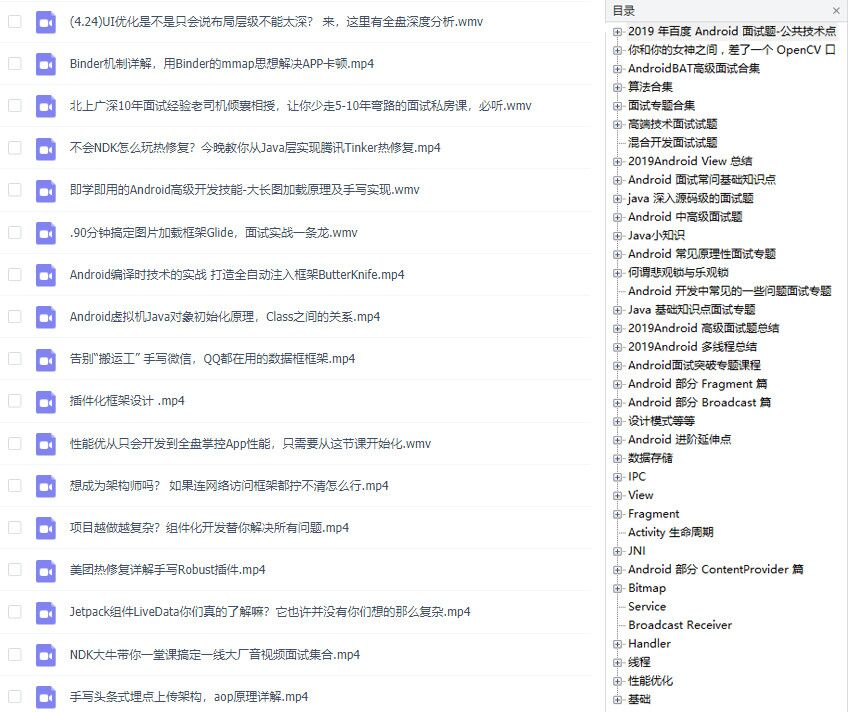 (4.24)UI优化是不是只会说布局层级不能太深？ 来，这里有全盘深度分析.wmv
Binder机制详解，用Binder的mmap思想解决APP卡顿.mp4
北上广深10年面试经验老司机倾囊相授，让你少走5-10年弯路的面试私房课，必听.wmv
不会NDK怎么玩热修复？今晚教你从Java层实现腾讯Tinker热修复.mp4
即学即用的Android高级开发技能-大长图加载原理及手写实现.wmv
.90分钟搞定图片加载框架Glide，面试实战一条龙.wmv
Android编译时技术的实战 打造全自动注入框架ButterKnife.mp4
Android虚拟机Java对象初始化原理，Class之间的关系.mp4
告别“搬运工” 手写微信，QQ都在用的数据框框架.mp4
插件化框架设计 .mp4
性能优从只会开发到全盘掌控App性能，只需要从这节课开始化.wmv
想成为架构师吗？ 如果连网络访问框架都拧不清怎么行.mp4
项目越做越复杂？组件化开发替你解决所有问题.mp4
美团热修复详解手写Robust插件.mp4
Jetpack组件LiveData你们真的了解嘛？它也许并没有你们想的那么复杂.mp4
NDK大牛带你一堂课搞定一线大厂音视频面试集合.mp4
手写头条式埋点上传架构，aop原理详解.mp4
目录
2019 年百度 Android 面试题-公共技术点
你和你的女神之间，差了一个 OpenCV 口
AndroidBAT高级面试合集
算法合集
面试专题合集
高端技术面试试题
混合开发面试试题
2019Android View 总结
Android 面试常问基础知识点
java 深入源码级的面试题
Android 中高级面试题
Java小知识
Android 常见原理性面试专题
何谓悲观锁与乐观锁
Android 开发中常见的一些问题面试专题
Java 基础知识点面试专题
2019Android 高级面试题总结
2019Android 多线程总结
Android面试突破专题课程
Android 部分 Fragment 篇
Android 部分 Broadcast 篇
设计模式等等
Android 进阶延伸点
数据存储
IPC
View
Fragment
Activity 生命周期
JNI
Android 部分 ContentProvider 篇
Bitmap
Service
Broadcast Receiver
Handler
线程
性能优化
基础